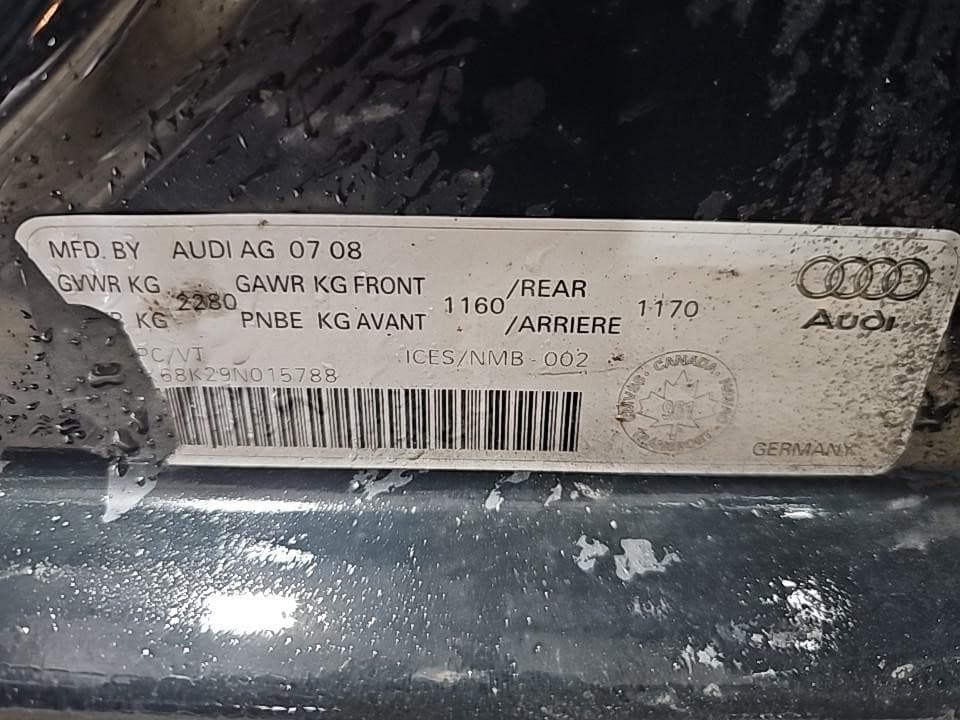 MFD. BY AUDI AG 07 08
GVWR KG 2280 GAWR KG FRONT 1160 /REAR 1170
KG PNBE KG AVANT /ARRIERE
Audi
PC/VT ICES/NMB-002
68K29N015788
CANADA
GERMANY